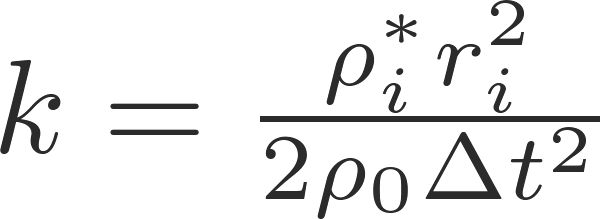 k = \frac{\rho_i^* r_i^2}{2\rho_0 \Delta t^2}